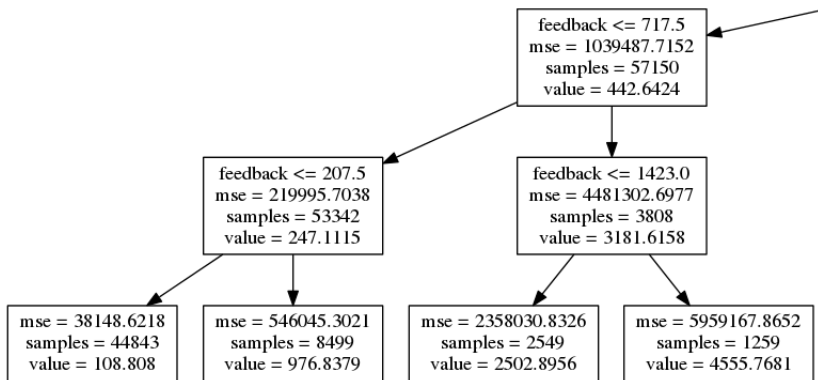 feedback <= 717.5
mse = 1039487.7152
samples = 57150
value = 442.6424
feedback <= 207.5
mse = 219995.7038
samples = 53342
value = 247.1115
feedback <= 1423.0
mse = 4481302.6977
samples = 3808
value = 3181.6158
mse = 38148.6218
samples = 44843
value = 108.808
mse = 546045.3021
samples = 8499
value = 976.8379
mse = 2358030.8326
samples = 2549
value = 2502.8956
mse = 5959167.8652
samples = 1259
value = 4555.7681